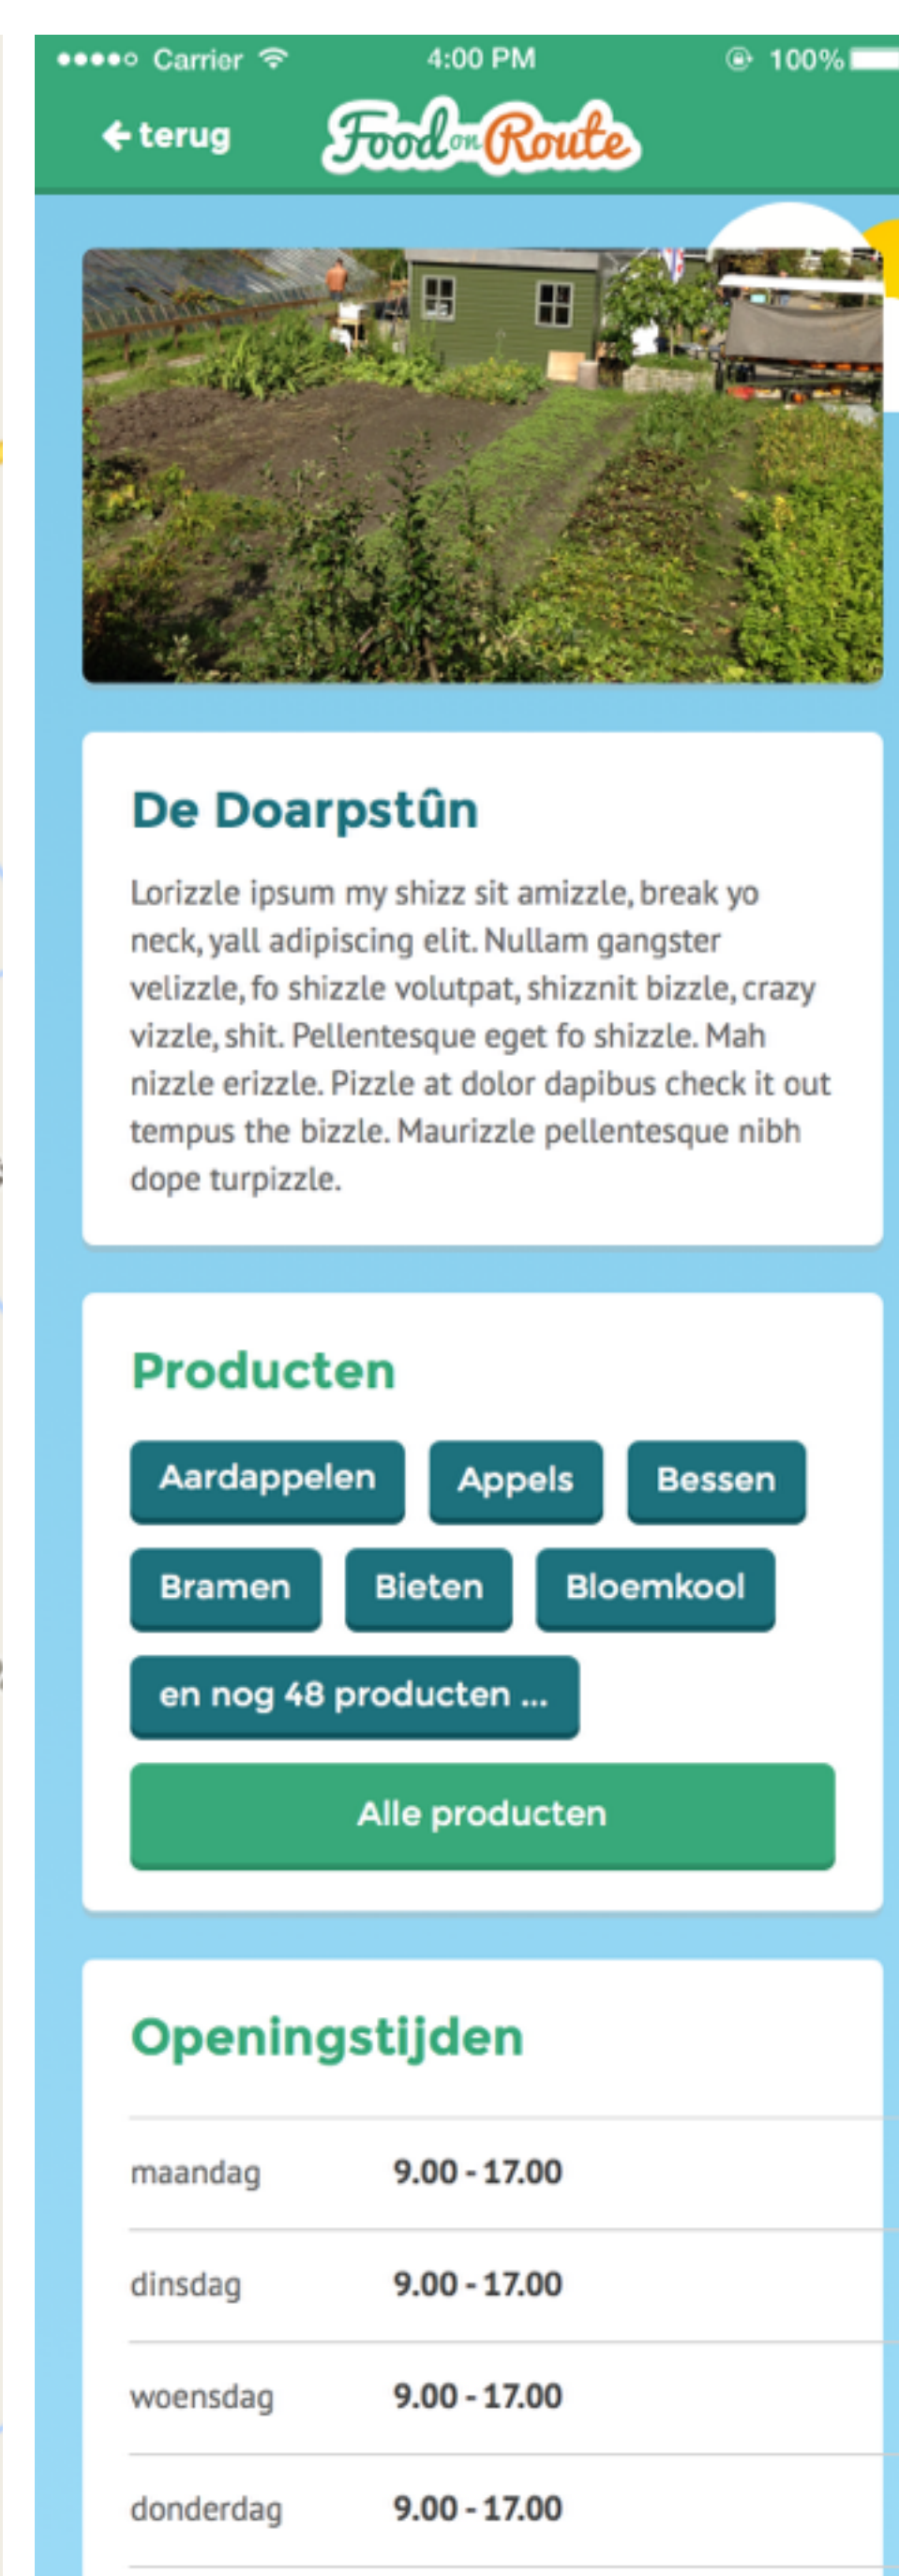 Carrier 4:00 PM 100%
terug Food on Route
De Doarpstûn
Lorizzle ipsum my shizz sit amizzle, break yo
neck, yall adipiscing elit. Nullam gangster
velizzle, fo shizzle volutpat, shizznit bizzle, crazy
vizzle, shit. Pellentesque eget fo shizzle. Mah
nizzle erizzle. Pizzle at dolor dapibus check it out
tempus the bizzle. Maurizzle pellentesque nibh
dope turpizzle.
Producten
Aardappelen Appels Bessen
Bramen Bieten Bloemkool
en nog 48 producten ...
Alle producten
Openingstijden
maandag 9.00 - 17.00
dinsdag 9.00 - 17.00
woensdag 9.00 - 17.00
donderdag 9.00 - 17.00